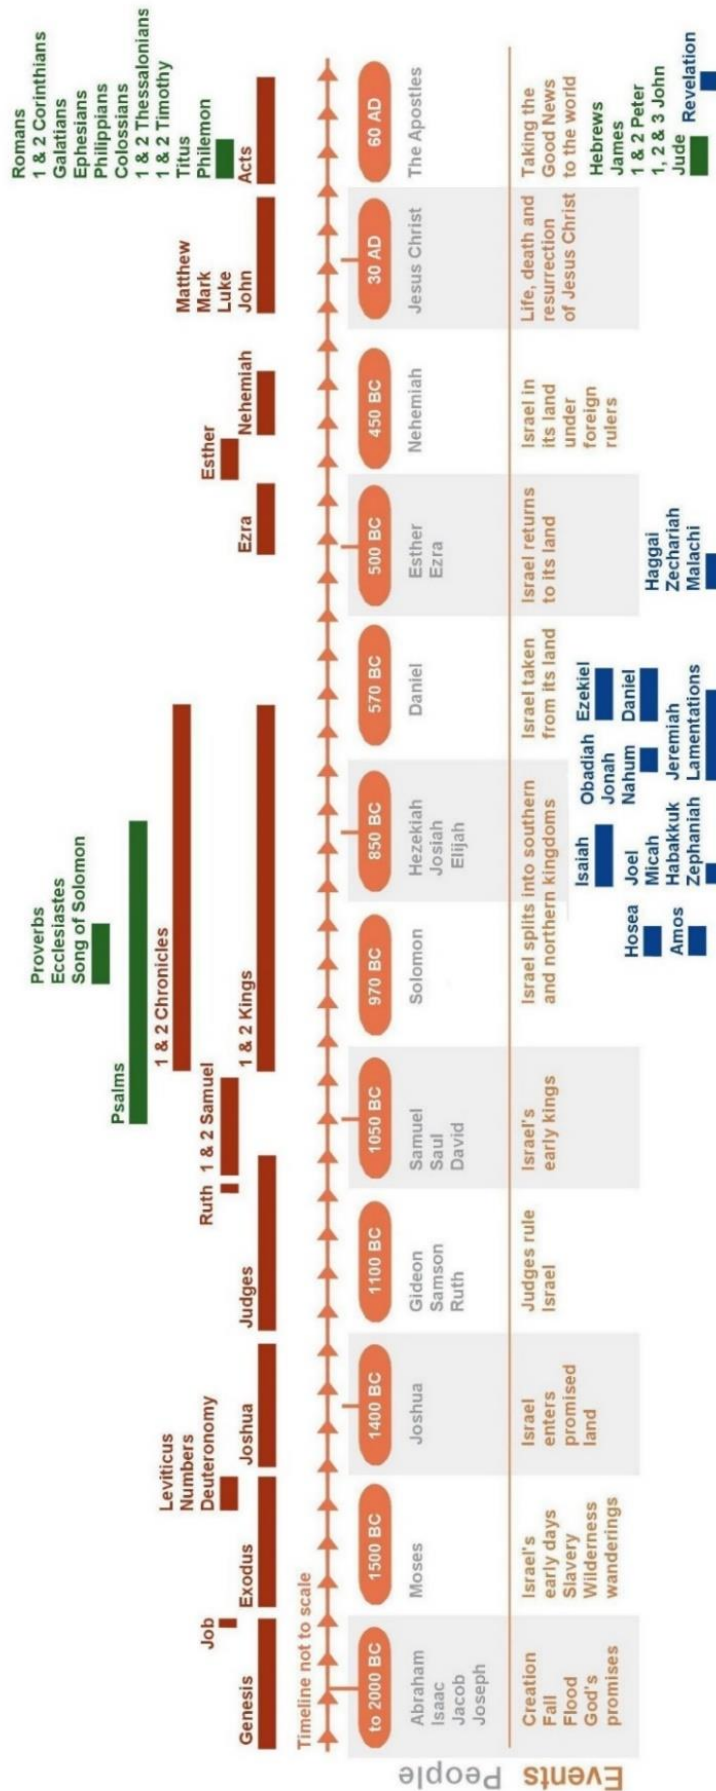 Proverbs
Ecclesiastes
Song of Solomon
Psalms
1 & 2 Chronicles
Leviticus
Numbers
Deuteronomy
Job
Ruth
1 & 2 Samuel
Esther
Genesis
Exodus
Joshua
Judges
1 & 2 Kings
Ezra
Nehemiah
Matthew
Mark
Luke
John
Romans
1 & 2 Corinthians
Galatians
Ephesians
Philippians
Colossians
1 & 2 Thessalonians
1 & 2 Timothy
Titus
Philemon
Acts
Timeline not to scale
to 2000 BC
1500 BC
1400 BC
1100 BC
1050 BC
970 BC
850 BC
570 BC
500 BC
450 BC
30 AD
60 AD
People
Abraham
Isaac
Jacob
Joseph
Moses
Joshua
Gideon
Samson
Ruth
Samuel
Saul
David
Solomon
Hezekiah
Josiah
Elijah
Daniel
Esther
Ezra
Nehemiah
Jesus Christ
The Apostles
Events
Creation
Fall
Flood
God's
promises
Israel's
early days
Slavery
Wilderness
wanderings
Israel
enters
promised
land
Judges rule
Israel
Israel's
early kings
Israel splits into southern
and northern kingdoms
Israel taken
from its land
Israel returns
to its land
Israel in
its land
under
foreign
rulers
Life, death and
resurrection
of Jesus Christ
Taking the
Good News
to the world
Hosea
Amos
Isaiah
Joel
Micah
Habakkuk
Zephaniah
Obadiah
Jonah
Nahum
Jeremiah
Lamentations
Ezekiel
Daniel
Haggai
Zechariah
Malachi
Hebrews
James
1 & 2 Peter
1, 2 & 3 John
Jude
Revelation